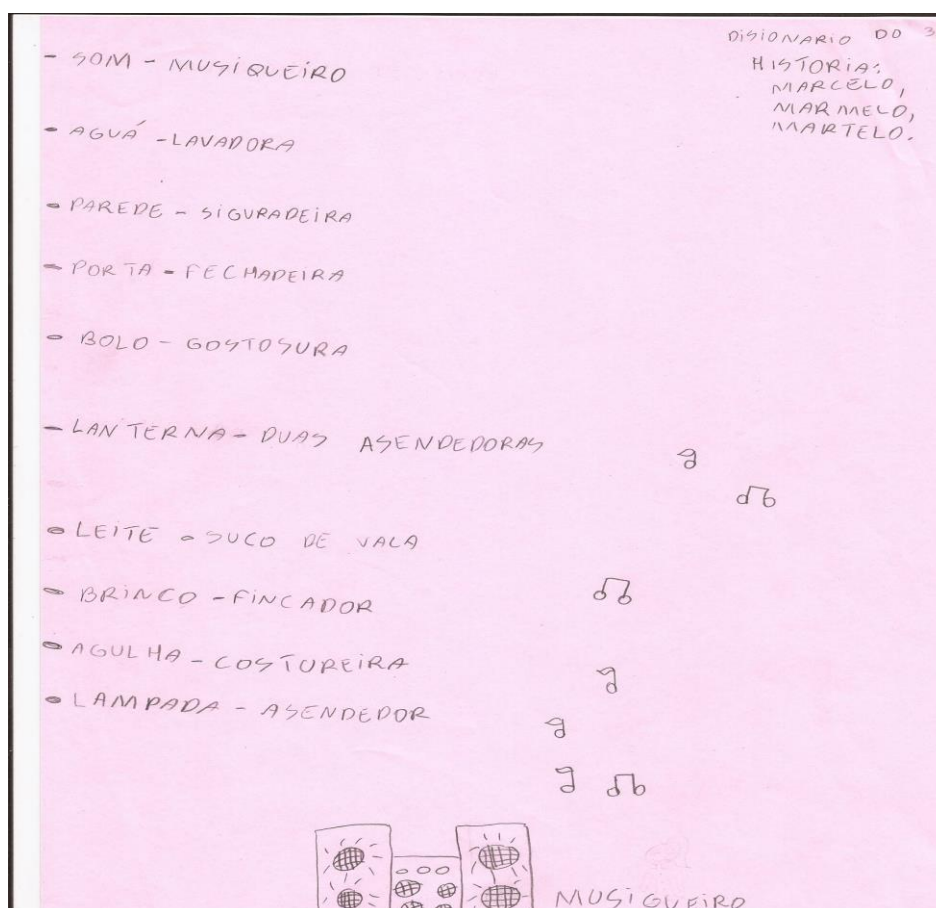 DISIONARIO DO 3
HISTORIA:
MARCELO,
MARMELO,
MARTELO.
- SOM - MUSIQUEIRO
- AGUÁ - LAVADORA
- PAREDE - SIGURADEIRA
- PORTA - FECHADEIRA
- BOLO - GOSTOSURA
- LANTERNA - DUAS ASENDEDORAS
- LEITE - SUCO DE VACA
- BRINCO - FINCADOR
- AGULHA - COSTUREIRA
- LAMPADA - ASENDEDOR
MUSIQUEIRO